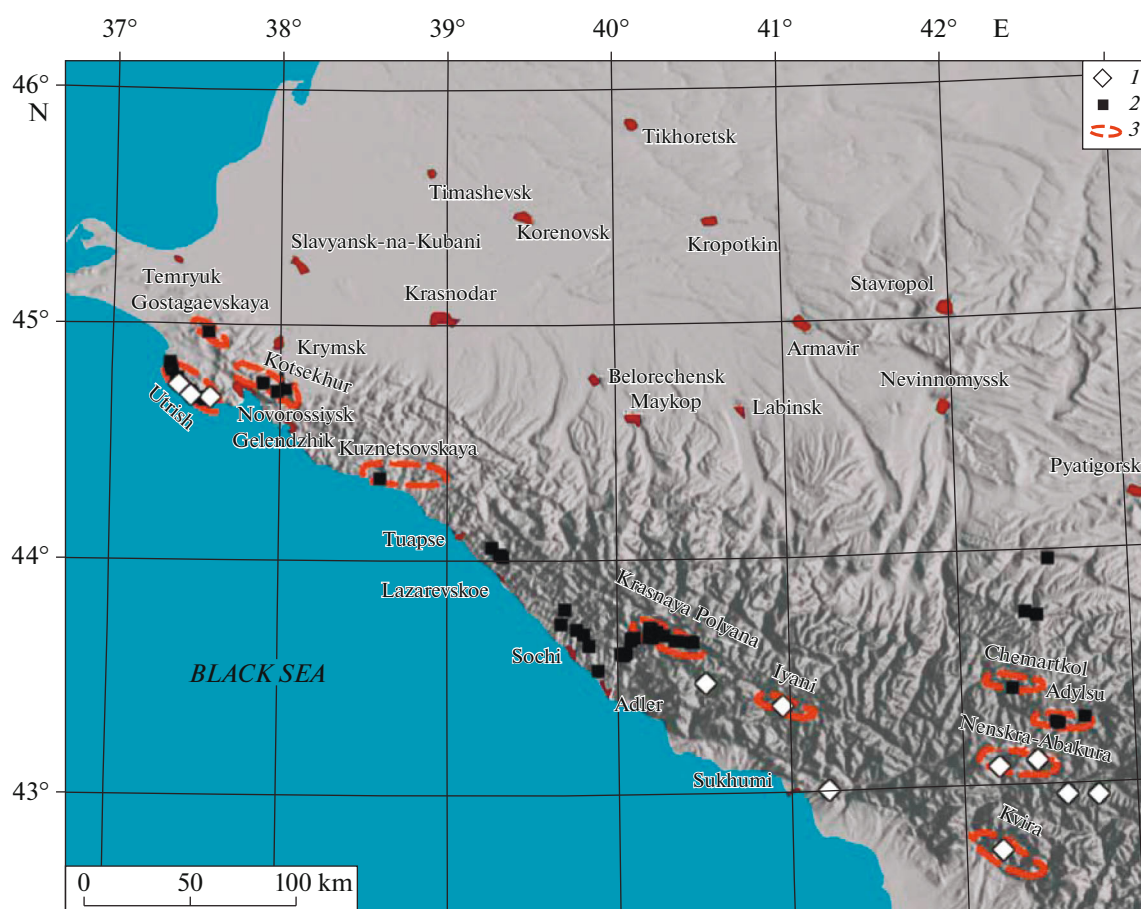 37° 38° 39° 40° 41° 42° E
46°
N
1
2
3
Tikhoretsk
Timashevsk
Korenovsk
Kropotkin
Slavyansk-na-Kubani
Temryuk
Stavropol
Gostagaevskaya
Krasnodar
45°
Krymsk
Armavir
Kotsekhur
Belorechensk
Nevinnomyssk
Utrish
Maykop
Labinsk
Novorossiysk
Gelendzhik
Kuznetsovskaya
Pyatigorsk
Tuapse
44°
Lazarevskoe
Krasnaya Polyana
Sochi
BLACK SEA
Iyani
Chemartkol
Adler
Adylsu
Nenskra-Abakura
Sukhumi
43°
Kvira
0 50 100 km